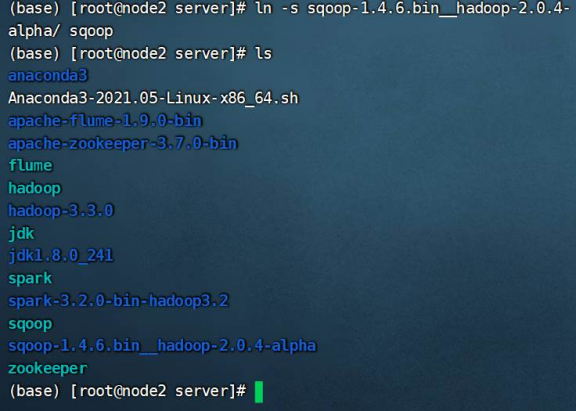 (base) [root@node2 server]# ln -s sqoop-1.4.6.bin__hadoop-2.0.4-
alpha/ sqoop
(base) [root@node2 server]# ls
anaconda3
Anaconda3-2021.05-Linux-x86_64.sh
apache-flume-1.9.0-bin
apache-zookeeper-3.7.0-bin
flume
hadoop
hadoop-3.3.0
jdk
jdk1.8.0_241
spark
spark-3.2.0-bin-hadoop3.2
sqoop
sqoop-1.4.6.bin__hadoop-2.0.4-alpha
zookeeper
(base) [root@node2 server]#